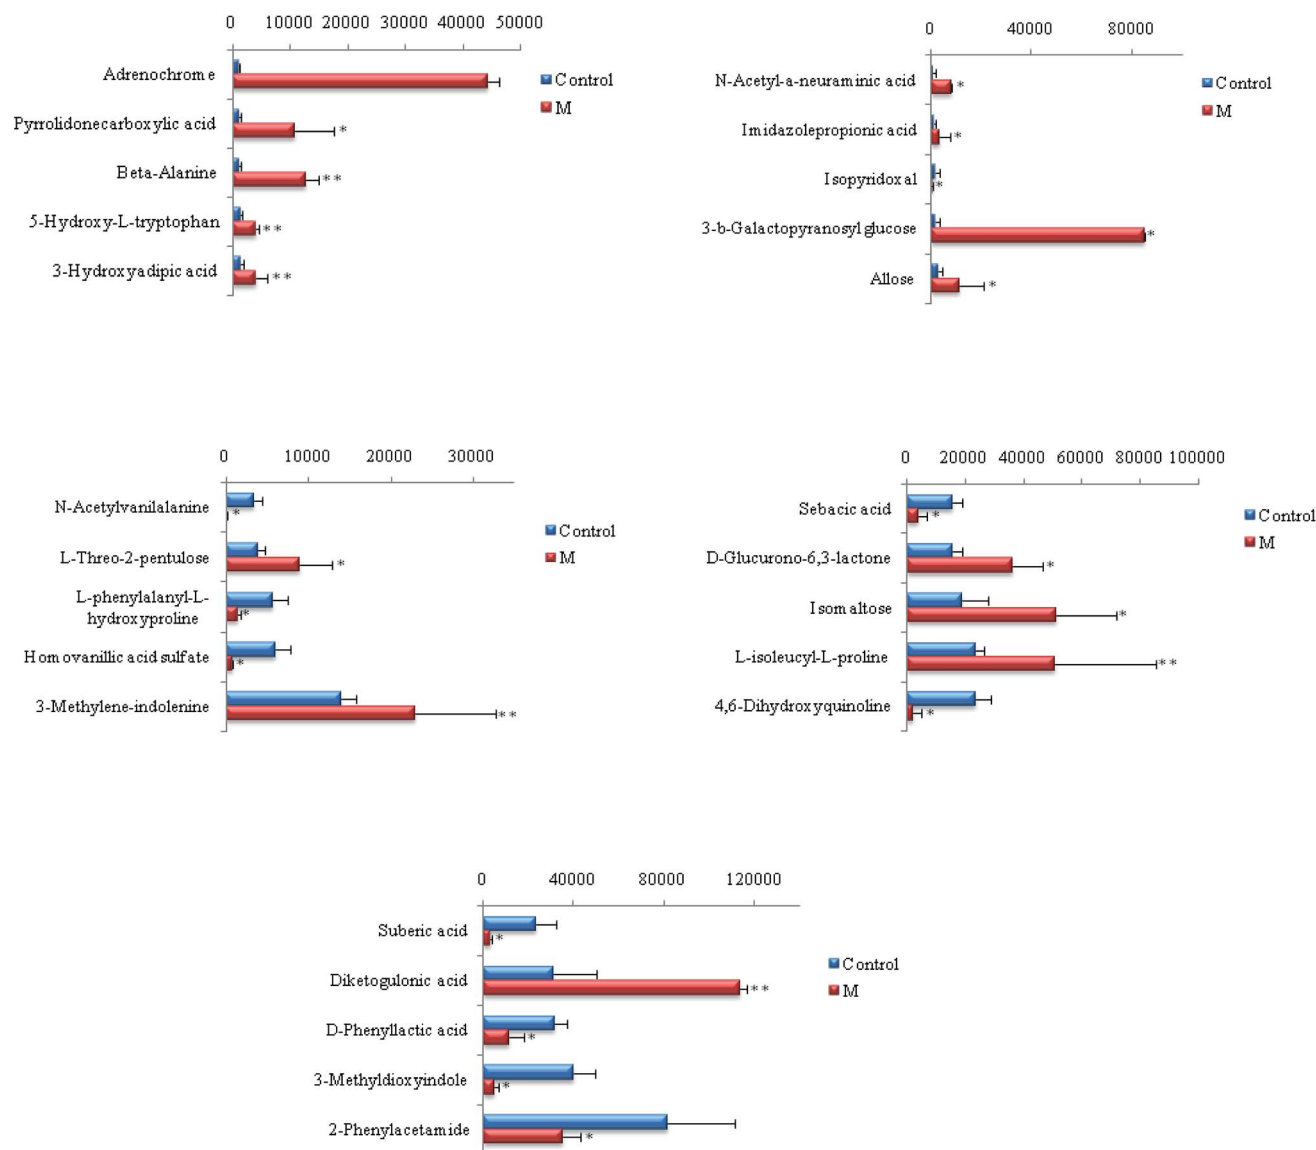 0 10000 20000 30000 40000 50000
Adrenochrome
Pyrrolidonecarboxylic acid
*
Beta-Alanine
**
5-Hydroxy-L-tryptophan
**
3-Hydroxyadipic acid
**
Control
M
0 40000 80000
N-Acetyl-a-neuraminic acid
*
Imidazolepropionic acid
*
Isopyridoxal
*
3-b-Galactopyranosyl glucose
*
Allose
*
Control
M
0 10000 20000 30000
N-Acetylvanilalanine
*
L-Threo-2-pentulose
*
L-phenylalanyl-L-
hydroxyproline
*
Homovanillic acid sulfate
*
3-Methylene-indolenine
**
Control
M
0 20000 40000 60000 80000 100000
Sebacic acid
*
D-Glucurono-6,3-lactone
*
Isomaltose
*
L-isoleucyl-L-proline
**
4,6-Dihydroxyquinoline
*
Control
M
0 40000 80000 120000
Suberic acid
*
Diketogulonic acid
**
D-Phenyllactic acid
*
3-Methyldioxyindole
*
2-Phenylacetamide
*
Control
M